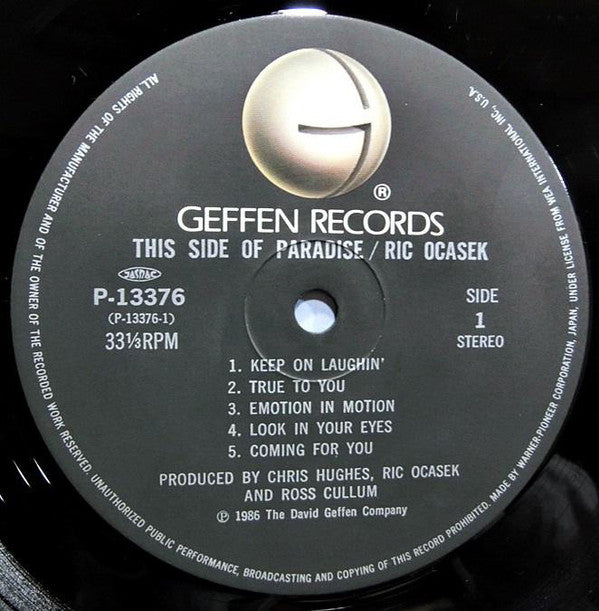 ®
GEFFEN RECORDS
THIS SIDE OF PARADISE / RIC OCASEK
JASRAC
P-13376
(P-13376-1)
33⅓RPM
SIDE
1
STEREO
1. KEEP ON LAUGHIN'
2. TRUE TO YOU
3. EMOTION IN MOTION
4. LOOK IN YOUR EYES
5. COMING FOR YOU
PRODUCED BY CHRIS HUGHES, RIC OCASEK
AND ROSS CULLUM
Ⓟ 1986 The David Geffen Company
ALL RIGHTS OF THE MANUFACTURER AND OF THE OWNER OF THE RECORDED WORK RESERVED. UNAUTHORIZED PUBLIC PERFORMANCE, BROADCASTING AND COPYING OF THIS RECORD PROHIBITED. MADE BY WARNER-PIONEER CORPORATION, JAPAN, UNDER LICENSE FROM WEA INTERNATIONAL INC., U.S.A.